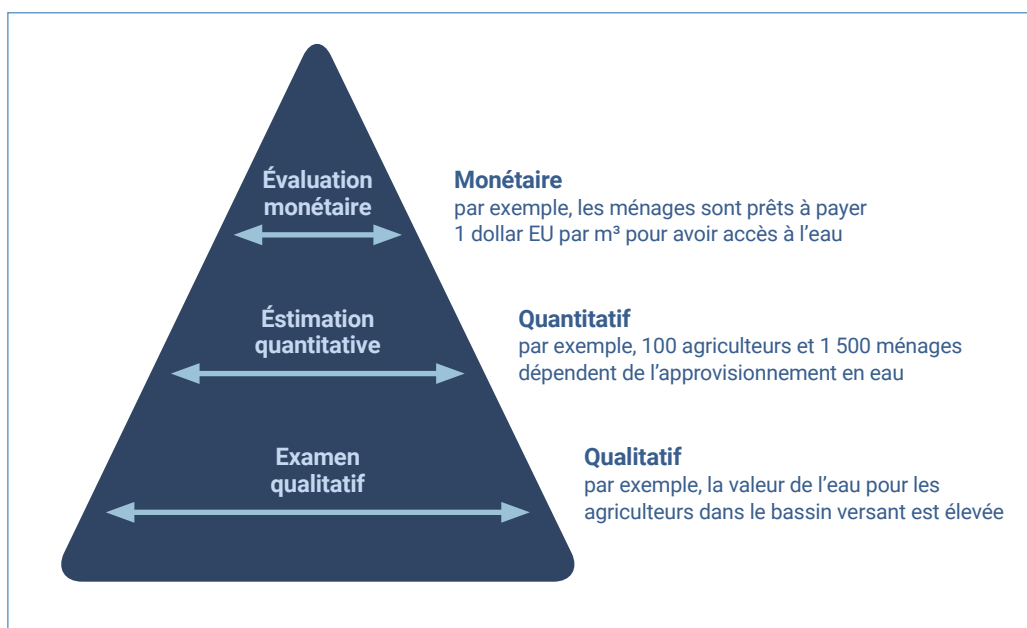 Évaluation
monétaire
Monétaire
par exemple, les ménages sont prêts à payer
1 dollar EU par m³ pour avoir accès à l’eau
Éstimation
quantitative
Quantitatif
par exemple, 100 agriculteurs et 1 500 ménages
dépendent de l’approvisionnement en eau
Examen
qualitatif
Qualitatif
par exemple, la valeur de l’eau pour les
agriculteurs dans le bassin versant est élevée